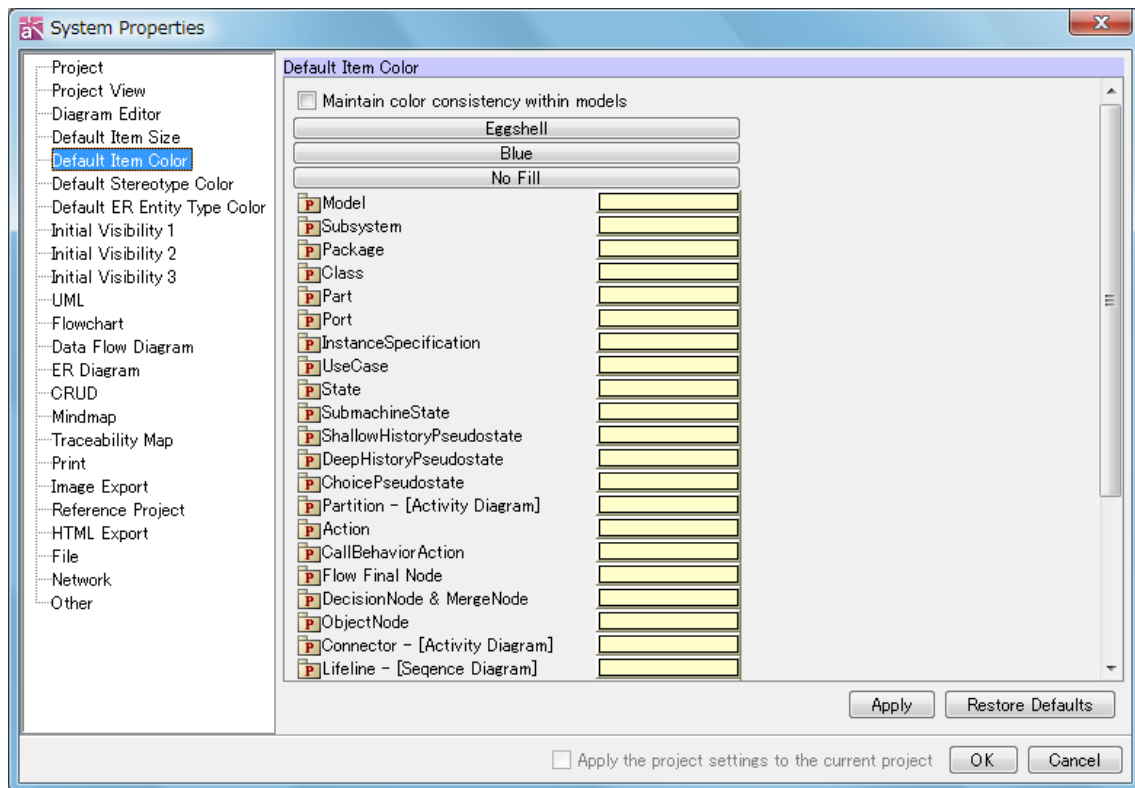 System Properties
Project
Project View
Diagram Editor
Default Item Size
Default Item Color
Default Stereotype Color
Default ER Entity Type Color
Initial Visibility 1
Initial Visibility 2
Initial Visibility 3
UML
Flowchart
Data Flow Diagram
ER Diagram
CRUD
Mindmap
Traceability Map
Print
Image Export
Reference Project
HTML Export
File
Network
Other
Default Item Color
Maintain color consistency within models
Eggshell
Blue
No Fill
P Model
P Subsystem
P Package
P Class
P Part
P Port
P InstanceSpecification
P UseCase
P State
P SubmachineState
P ShallowHistoryPseudostate
P DeepHistoryPseudostate
P ChoicePseudostate
P Partition - [Activity Diagram]
P Action
P CallBehaviorAction
P Flow Final Node
P DecisionNode & MergeNode
P ObjectNode
P Connector - [Activity Diagram]
P Lifeline - [Seqence Diagram]
Apply Restore Defaults
Apply the project settings to the current project OK Cancel